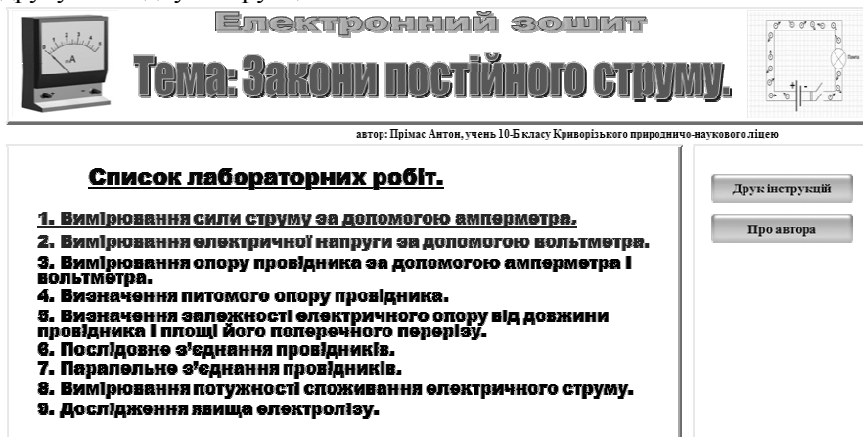 Електронний зошит
Тема: Закони постійного струму.
автор: Прімас Антон, учень 10-Б класу Криворізького природничо-наукового ліцею
Список лабораторних робіт.
Друк інструкцій
Про автора
1. Вимірювання сили струму за допомогою амперметра.
2. Вимірювання електричної напруги за допомогою вольтметра.
3. Вимірювання опору провідника за допомогою амперметра і
вольтметра.
4. Визначення питомого опору провідника.
5. Визначення залежності електричного опору від довжини
провідника і площі його поперечного перерізу.
6. Послідовне з'єднання провідників.
7. Паралельне з'єднання провідників.
8. Вимірювання потужності споживання електричного струму.
9. Дослідження явища електролізу.